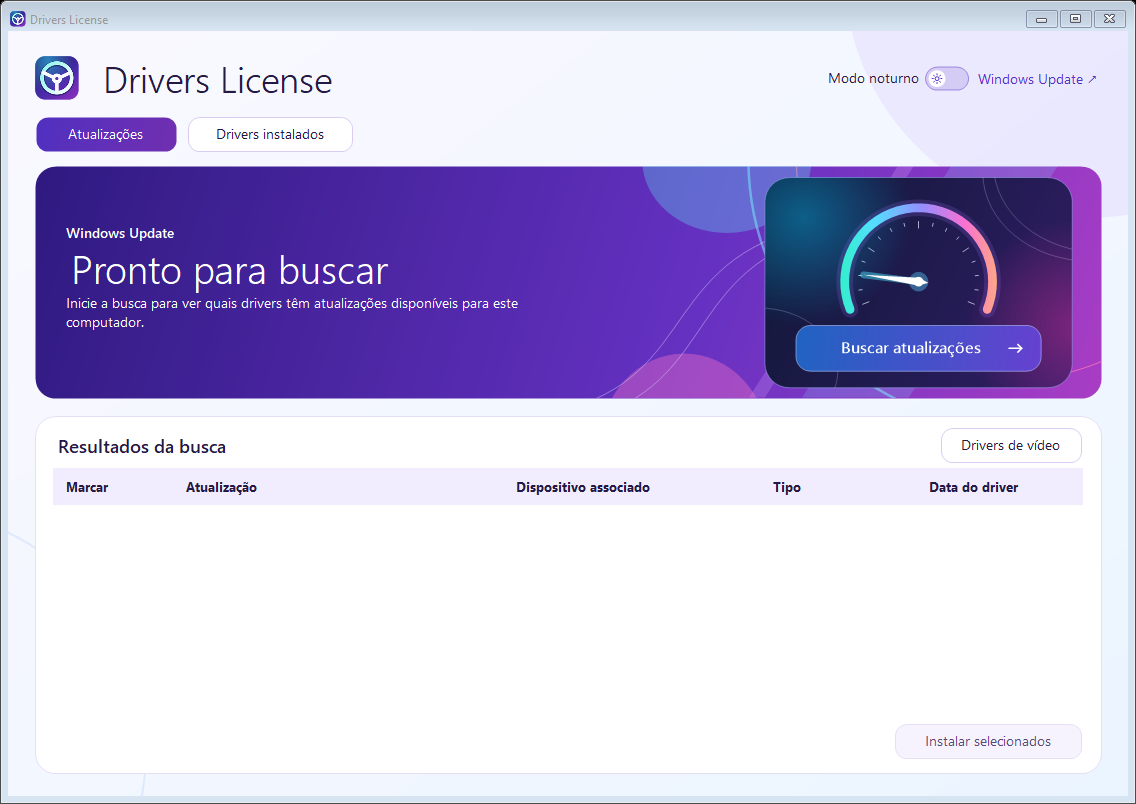 Drivers License
Drivers License
Modo noturno
Windows Update ↗
Atualizações
Drivers instalados
Windows Update
Pronto para buscar
Inicie a busca para ver quais drivers têm atualizações disponíveis para este
computador.
Buscar atualizações →
Resultados da busca
Drivers de vídeo
Marcar Atualização Dispositivo associado Tipo Data do driver
Instalar selecionados